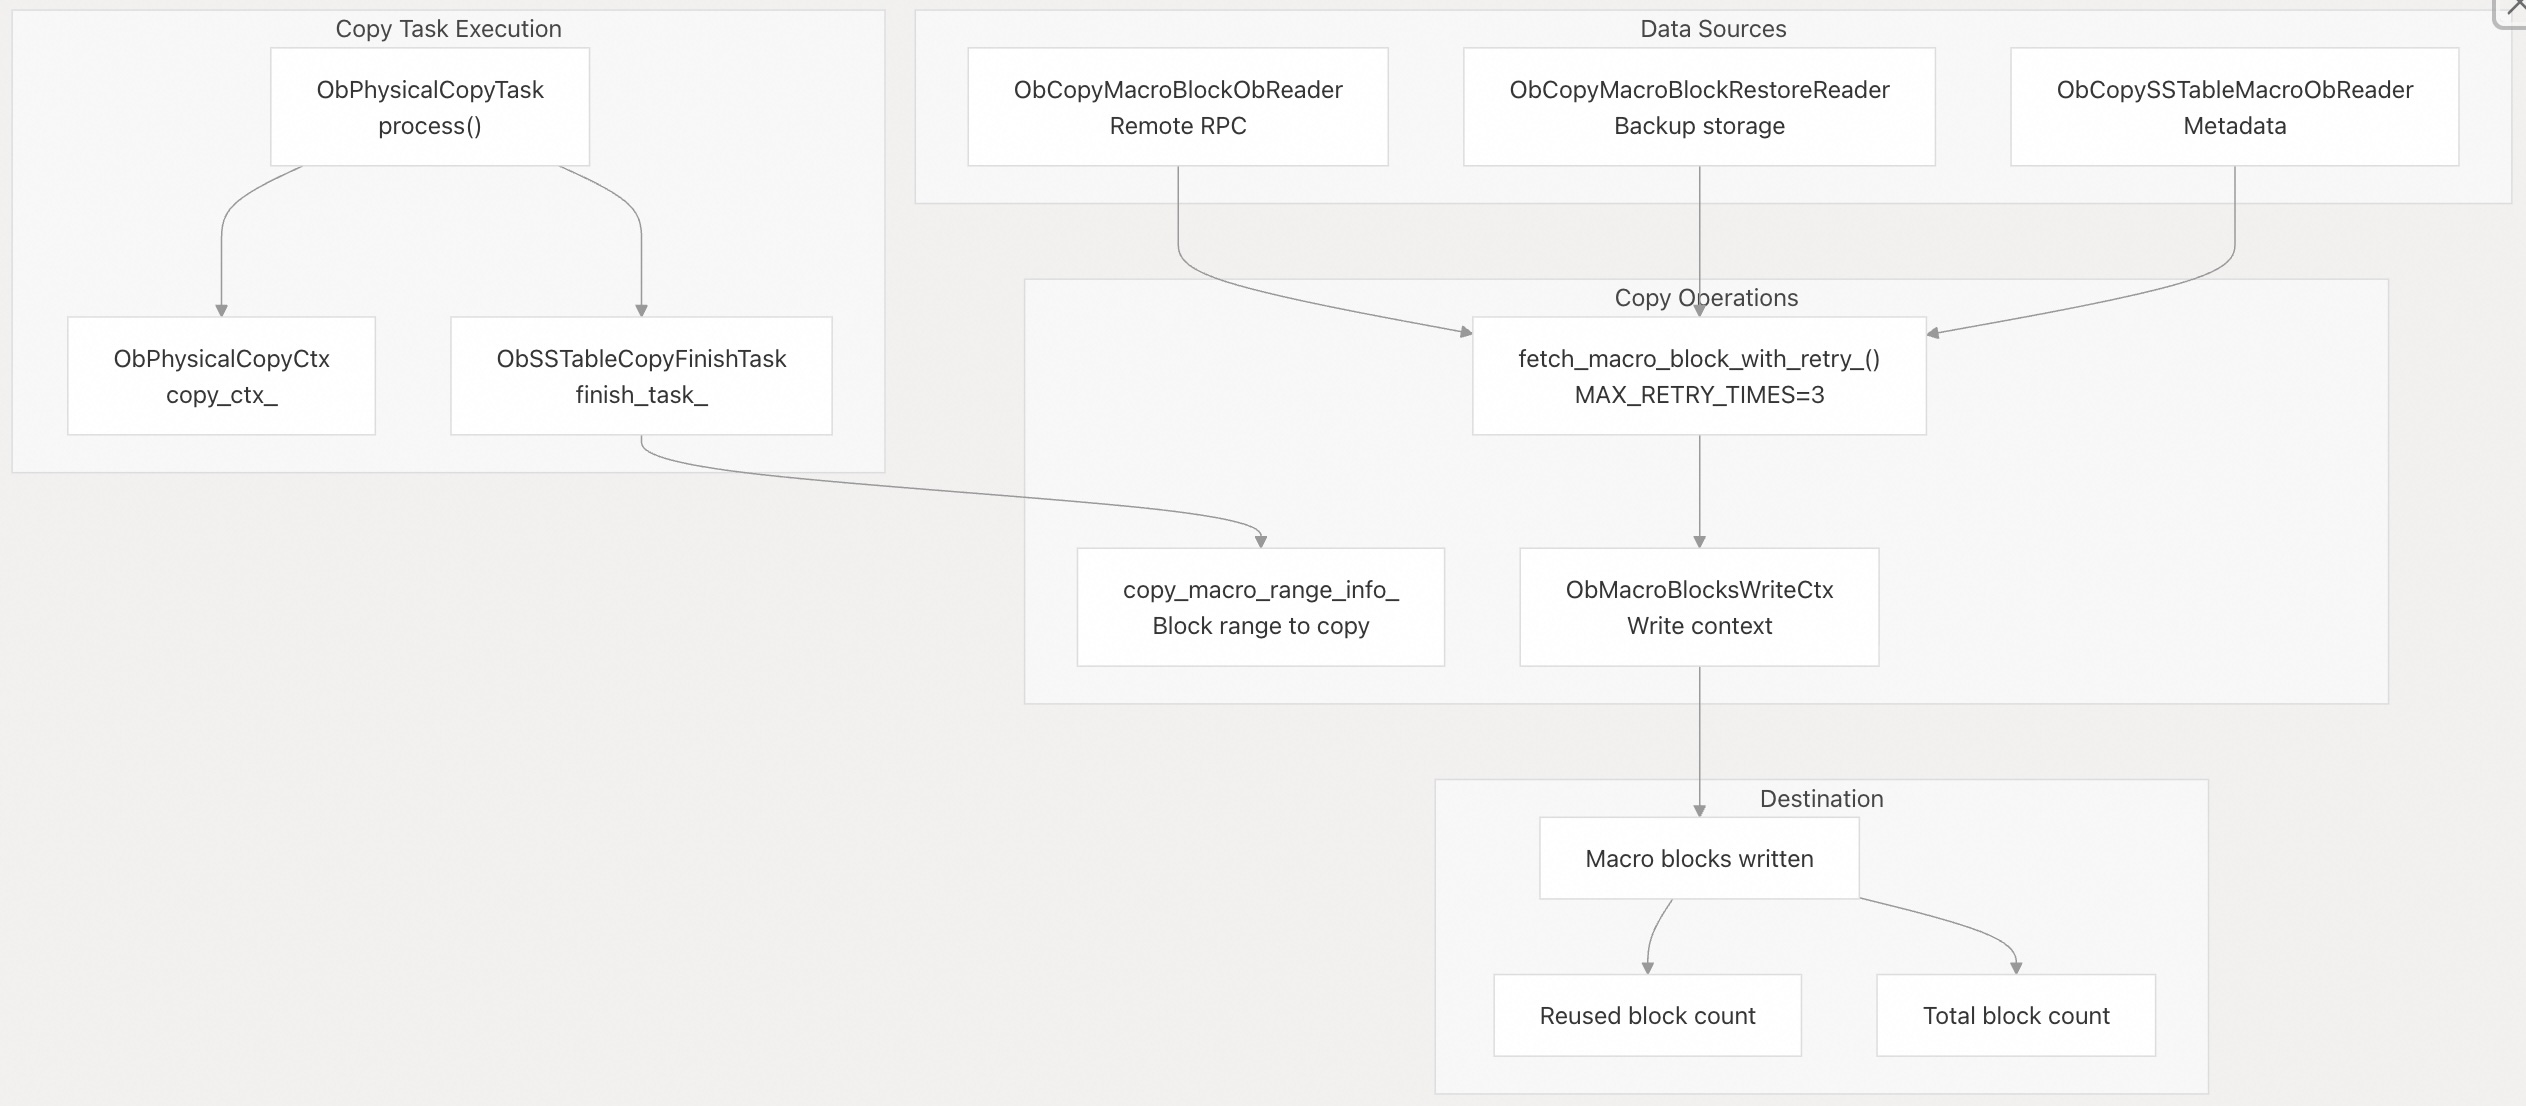 Copy Task Execution
ObPhysicalCopyTask
process()
ObPhysicalCopyCtx
copy_ctx_
ObSSTableCopyFinishTask
finish_task_
Data Sources
ObCopyMacroBlockObReader
Remote RPC
ObCopyMacroBlockRestoreReader
Backup storage
ObCopySSTableMacroObReader
Metadata
Copy Operations
fetch_macro_block_with_retry_()
MAX_RETRY_TIMES=3
copy_macro_range_info_
Block range to copy
ObMacroBlocksWriteCtx
Write context
Destination
Macro blocks written
Reused block count
Total block count